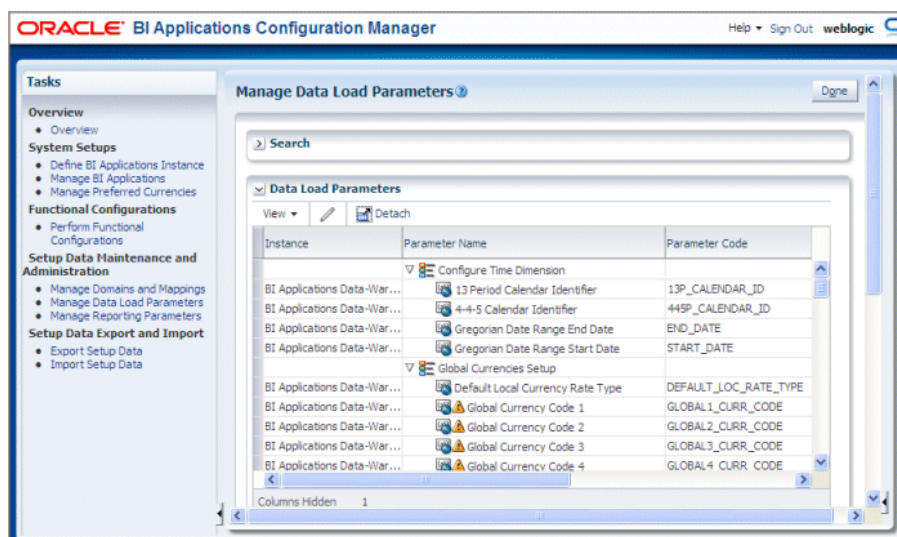 ORACLE BI Applications Configuration Manager
Help Sign Out weblogic
Tasks
Overview
Overview
System Setups
Define BI Applications Instance
Manage BI Applications
Manage Preferred Currencies
Functional Configurations
Perform Functional
Configurations
Setup Data Maintenance and
Administration
Manage Domains and Mappings
Manage Data Load Parameters
Manage Reporting Parameters
Setup Data Export and Import
Export Setup Data
Import Setup Data
Manage Data Load Parameters
Done
Search
Data Load Parameters
View Detach
Instance Parameter Name Parameter Code
Configure Time Dimension
BI Applications Data-War... 13 Period Calendar Identifier 13P_CALENDAR_ID
BI Applications Data-War... 4-4-5 Calendar Identifier 445P_CALENDAR_ID
BI Applications Data-War... Gregorian Date Range End Date END_DATE
BI Applications Data-War... Gregorian Date Range Start Date START_DATE
Global Currencies Setup
BI Applications Data-War... Default Local Currency Rate Type DEFAULT_LOC_RATE_TYPE
BI Applications Data-War... Global Currency Code 1 GLOBAL1_CURR_CODE
BI Applications Data-War... Global Currency Code 2 GLOBAL2_CURR_CODE
BI Applications Data-War... Global Currency Code 3 GLOBAL3_CURR_CODE
BI Applications Data-War... Global Currency Code 4 GLOBAL4_CURR_CODE
Columns Hidden 1